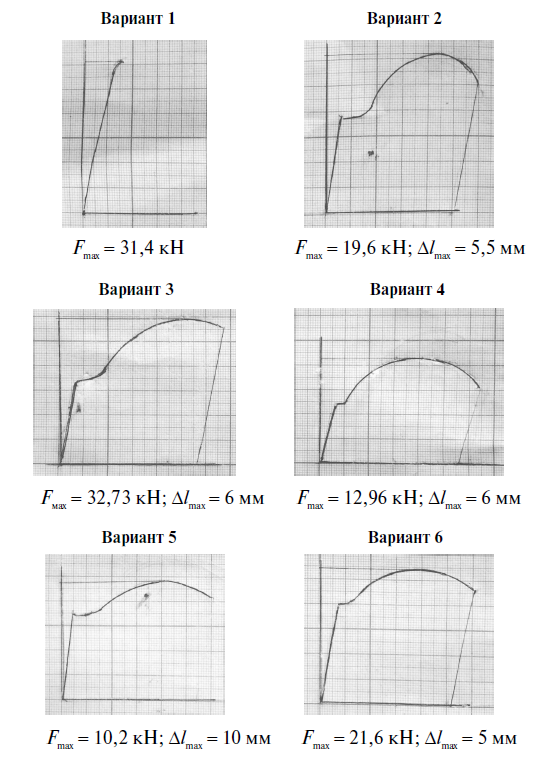 Вариант 1
Вариант 2
Fmax = 31,4 кН
Fmax = 19,6 кН; Δlmax = 5,5 мм
Вариант 3
Вариант 4
Fмах = 32,73 кН; Δlmax = 6 мм
Fmax = 12,96 кН; Δlmax = 6 мм
Вариант 5
Вариант 6
Fmax = 10,2 кН; Δlmax = 10 мм
Fmax = 21,6 кН; Δlmax = 5 мм